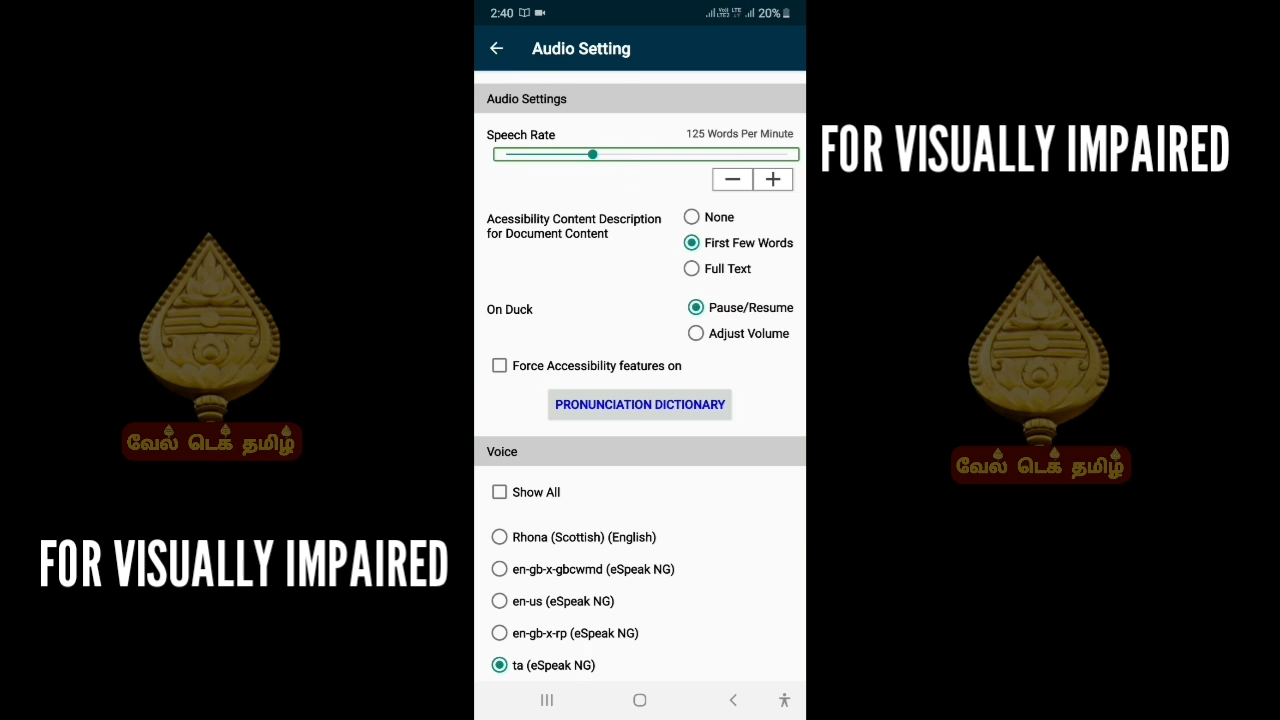 2:40
20%
Audio Setting
Audio Settings
Speech Rate
125 Words Per Minute
Acessibility Content Description
for Document Content
None
First Few Words
Full Text
On Duck
Pause/Resume
Adjust Volume
Force Accessibility features on
PRONUNCIATION DICTIONARY
Voice
Show All
Rhona (Scottish) (English)
en-gb-x-gbcwmd (eSpeak NG)
en-us (eSpeak NG)
en-gb-x-rp (eSpeak NG)
ta (eSpeak NG)
FOR VISUALLY IMPAIRED
வேல் டெக் தமிழ்
FOR VISUALLY IMPAIRED
வேல் டெக் தமிழ்